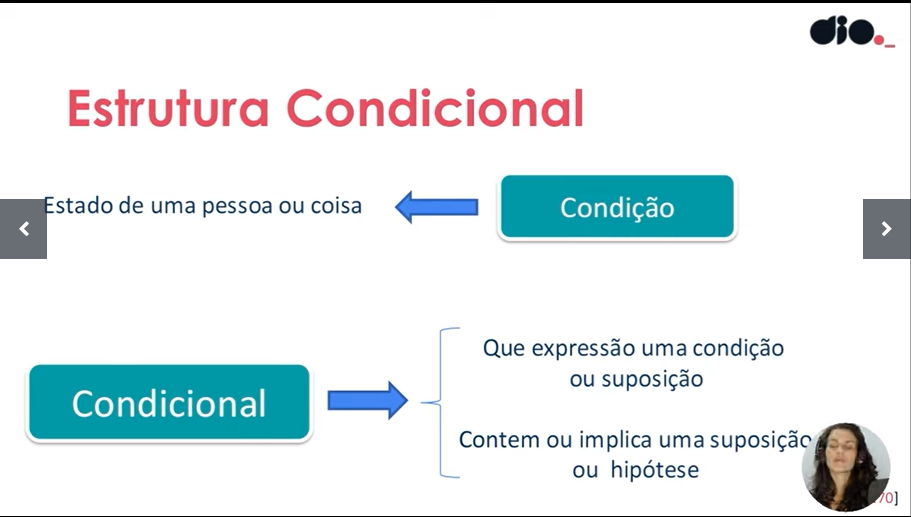 dio._
Estrutura Condicional
Estado de uma pessoa ou coisa
Condição
Que expressão uma condição
ou suposição
Condicional
Contem ou implica uma suposição
ou hipótese
70]